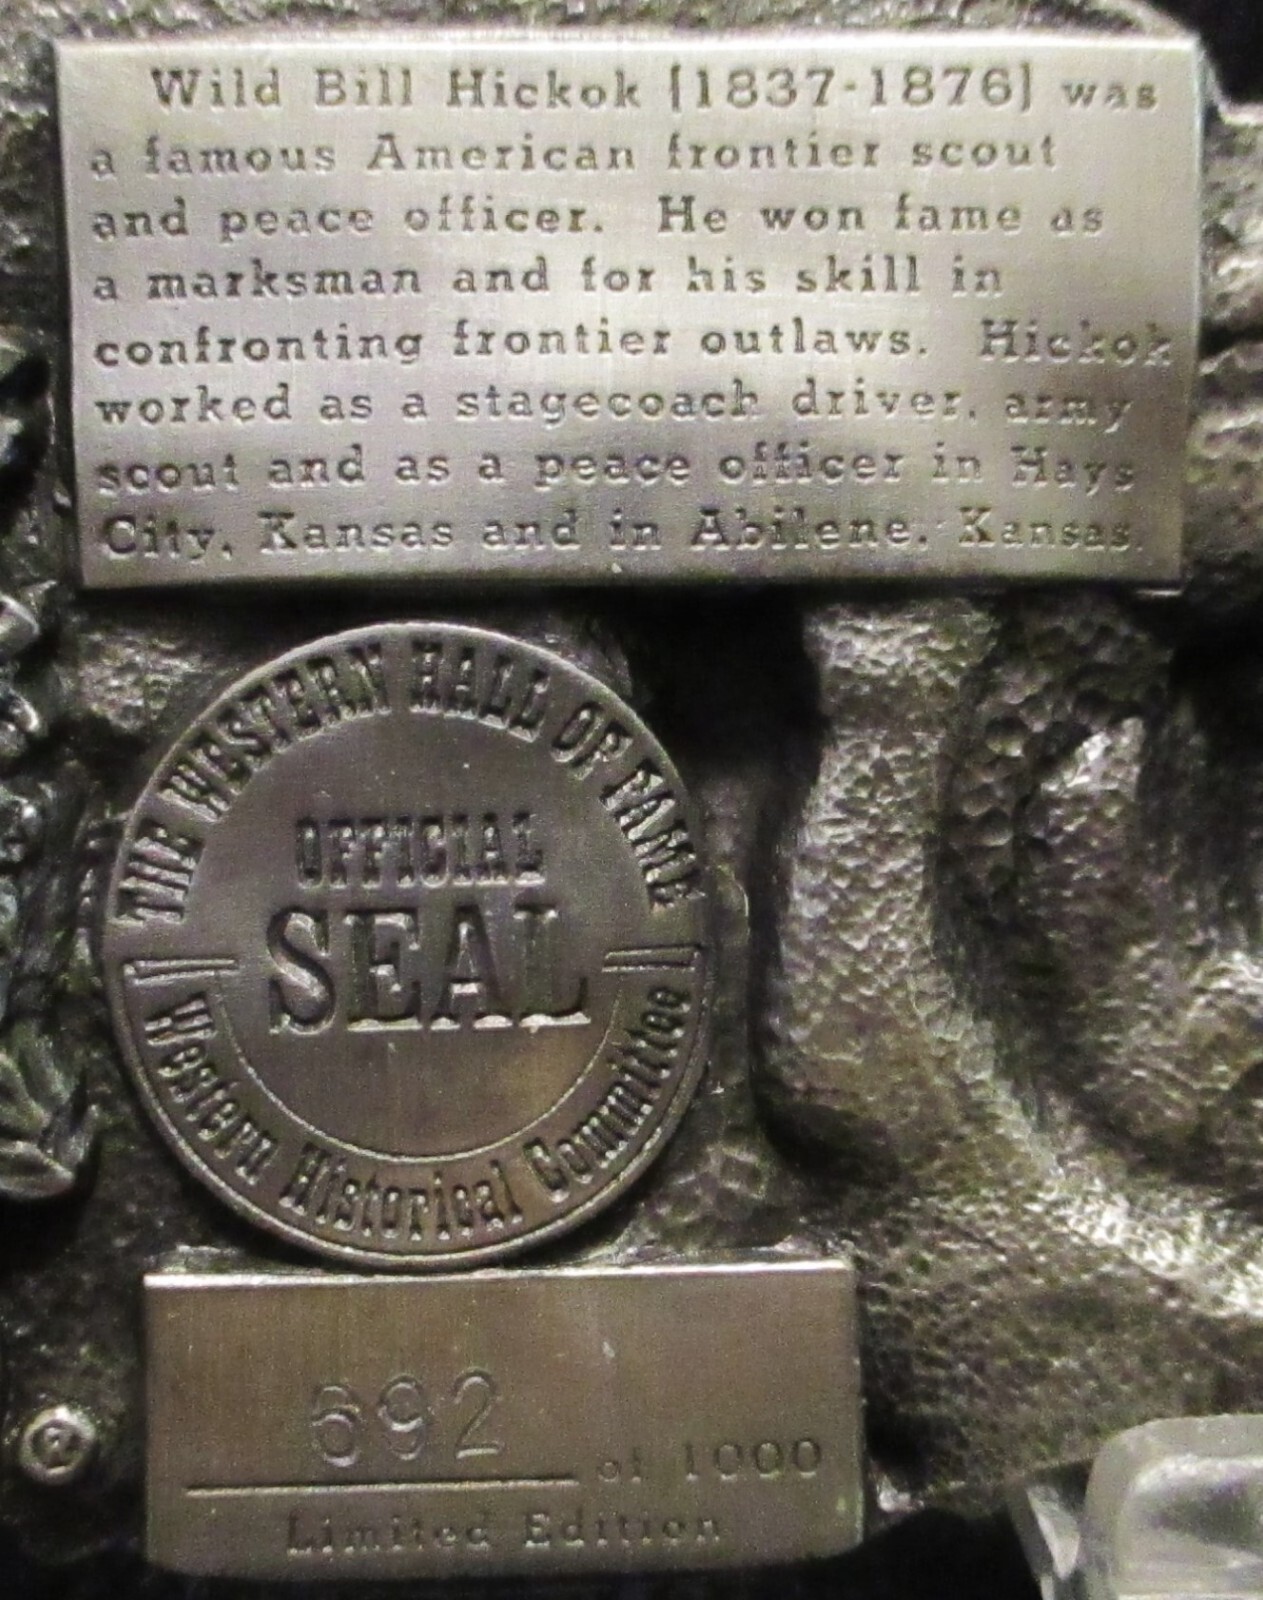 Wild Bill Hickok [1837-1876] was
a famous American frontier scout
and peace officer. He won fame as
a marksman and for his skill in
confronting frontier outlaws. Hickok
worked as a stagecoach driver, army
scout and as a peace officer in Hays
City, Kansas and in Abilene, Kansas.
THE WESTERN HALL OF FAME
OFFICIAL
SEAL
Western Historical Committee
692 of 1000
Limited Edition